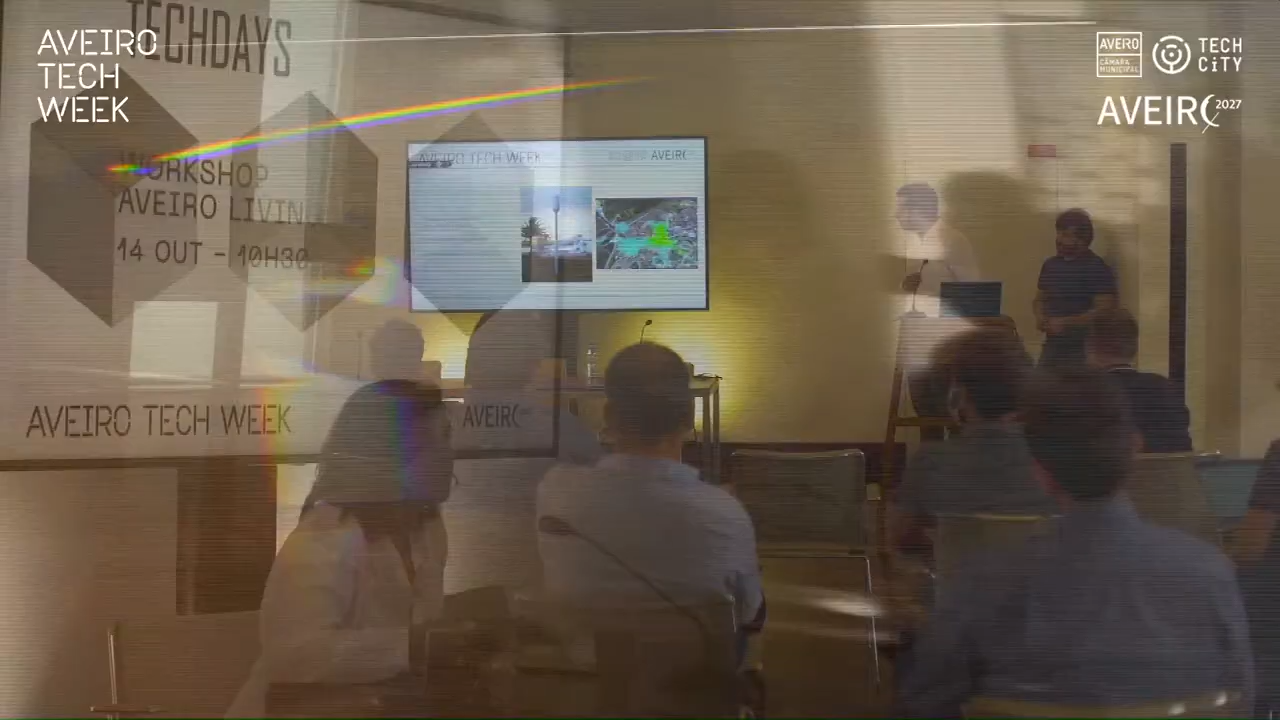 TECHDAYS
AVEIRO
TECH
WEEK
AVEIRO
CÂMARA
MUNICIPAL
TECH
CiTY
AVEIRO 2027
WORKSHOP
AVEIRO LIVIN
14 OUT - 10H30
AVEIRO TECH WEEK
AVEIRO
AVEIRO TECH WEEK
AVEIRO